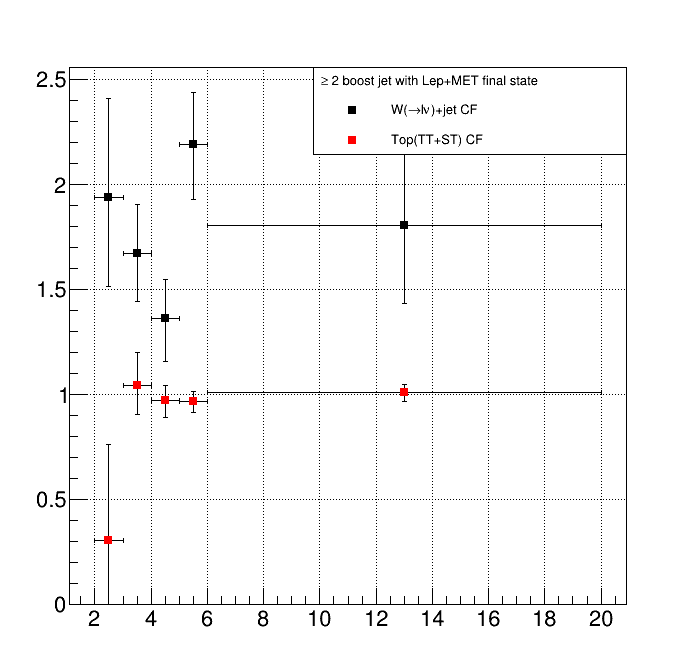 ≥ 2 boost jet with Lep+MET final state
W(→lν)+jet CF
Top(TT+ST) CF
2.5
2
1.5
1
0.5
0
2 4 6 8 10 12 14 16 18 20